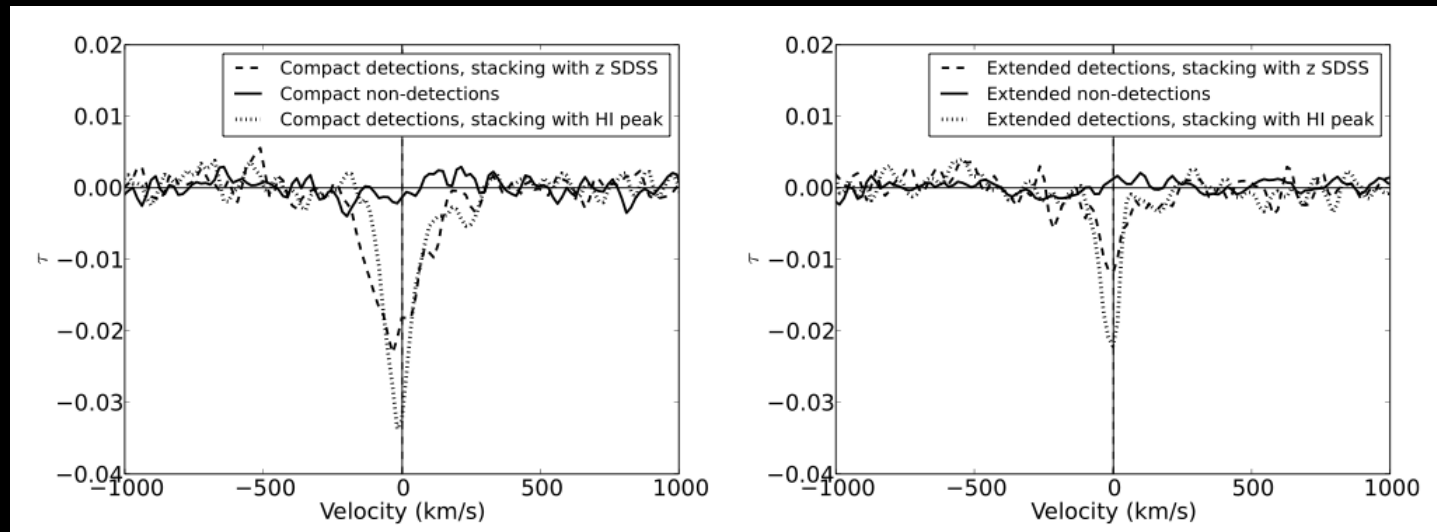 0.02
0.01
0.00
−0.01
−0.02
−0.03
−0.04
τ
−1000
−500
0
500
1000
Velocity (km/s)
Compact detections, stacking with z SDSS
Compact non-detections
Compact detections, stacking with HI peak
0.02
0.01
0.00
−0.01
−0.02
−0.03
−0.04
τ
−1000
−500
0
500
1000
Velocity (km/s)
Extended detections, stacking with z SDSS
Extended non-detections
Extended detections, stacking with HI peak